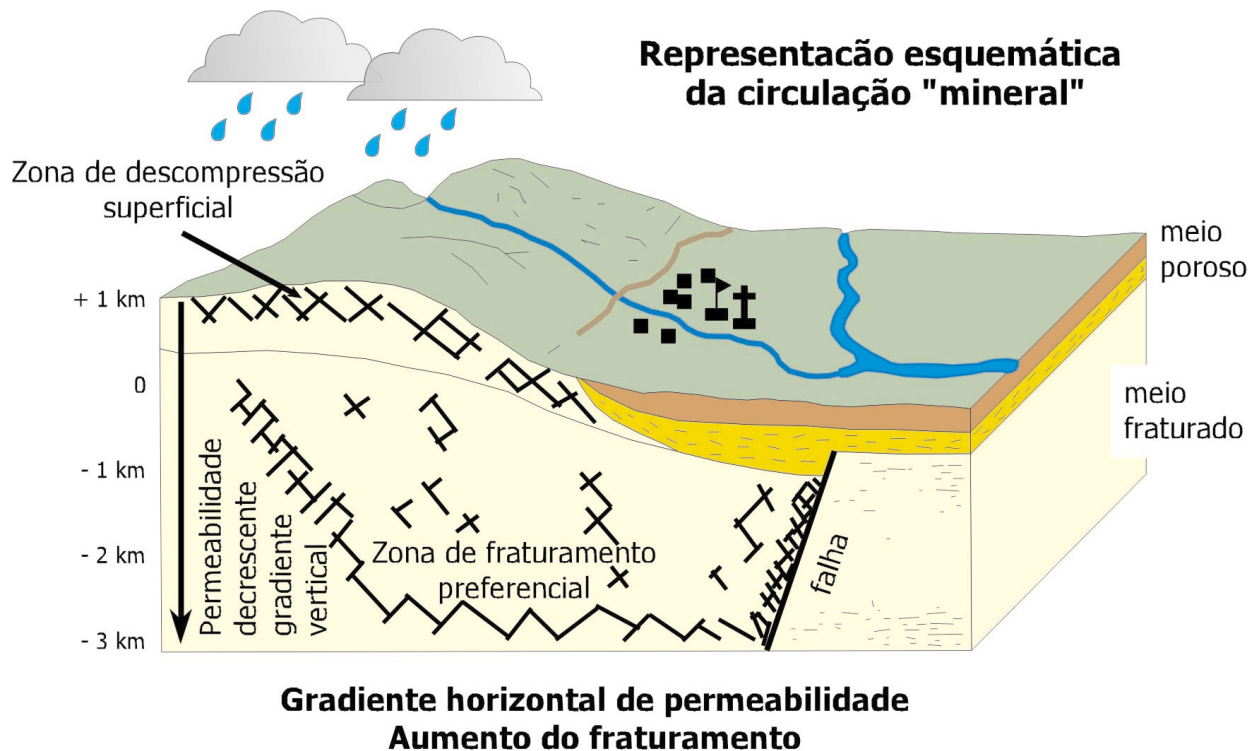 Representacão esquemática
da circulação "mineral"
Zona de descompressão
superficial
meio
poroso
+ 1 km
0
meio
fraturado
- 1 km
- 2 km
- 3 km
Permeabilidade
decrescente
gradiente
vertical
Zona de fraturamento
preferencial
falha
Gradiente horizontal de permeabilidade
Aumento do fraturamento